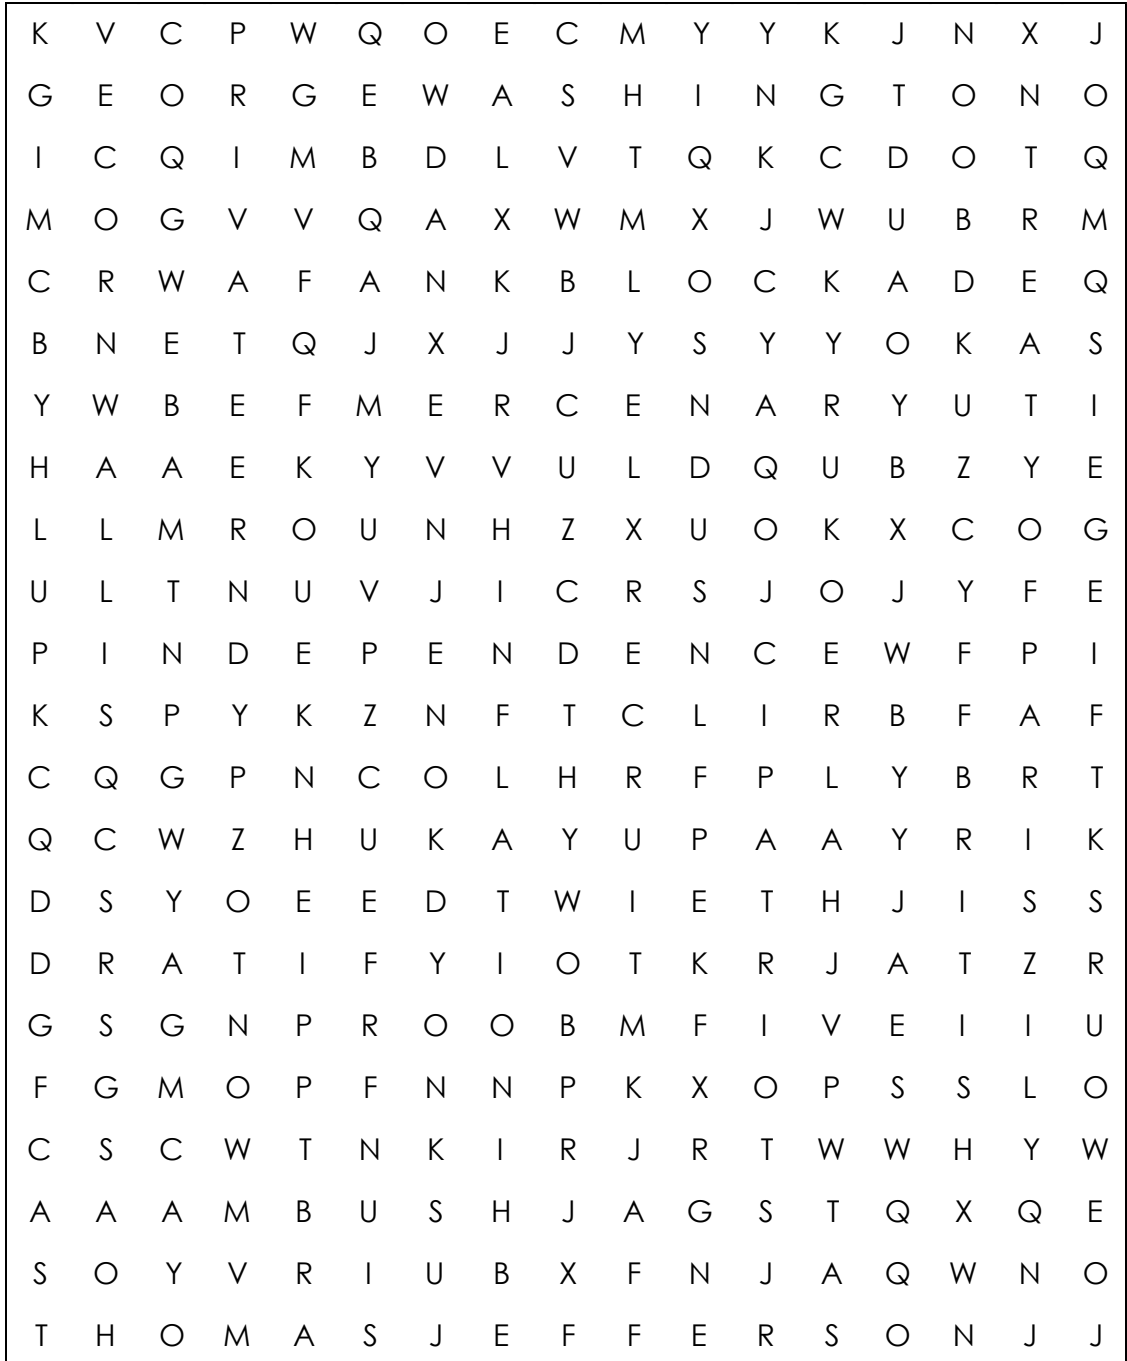 K V C P W Q O E C M Y Y K J N X J
G E O R G E W A S H I N G T O N O
I C Q I M B D L V T Q K C D O T Q
M O G V V Q A X W M X J W U B R M
C R W A F A N K B L O C K A D E Q
B N E T Q J X J J Y S Y Y O K A S
Y W B E F M E R C E N A R Y U T I
H A A E K Y V V U L D Q U B Z Y E
L L M R O U N H Z X U O K X C O G
U L T N U V J I C R S J O J Y F E
P I N D E P E N D E N C E W F P I
K S P Y K Z N F T C L I R B F A F
C Q G P N C O L H R F P L Y B R T
Q C W Z H U K A Y U P A A Y R I K
D S Y O E E D T W I E T H J I S S
D R A T I F Y I O T K R J A T Z R
G S G N P R O O B M F I V E I I U
F G M O P F N N P K X O P S S L O
C S C W T N K I R J R T W W H Y W
A A A M B U S H J A G S T Q X Q E
S O Y V R I U B X F N J A Q W N O
T H O M A S J E F F E R S O N J J